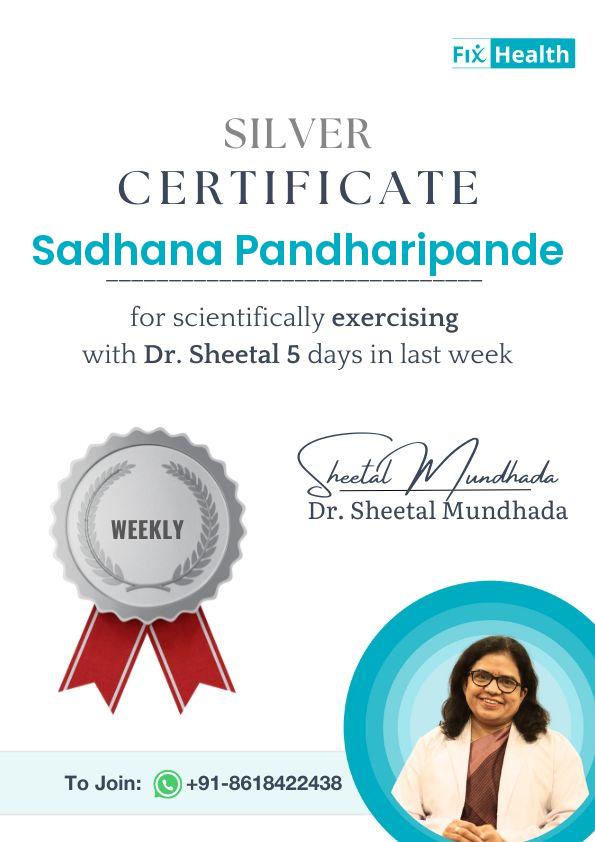 Fix Health
SILVER
CERTIFICATE
Sadhana Pandharipande
for scientifically exercising
with Dr. Sheetal 5 days in last week
WEEKLY
Sheetal Mundhada
Dr. Sheetal Mundhada
To Join: +91-8618422438